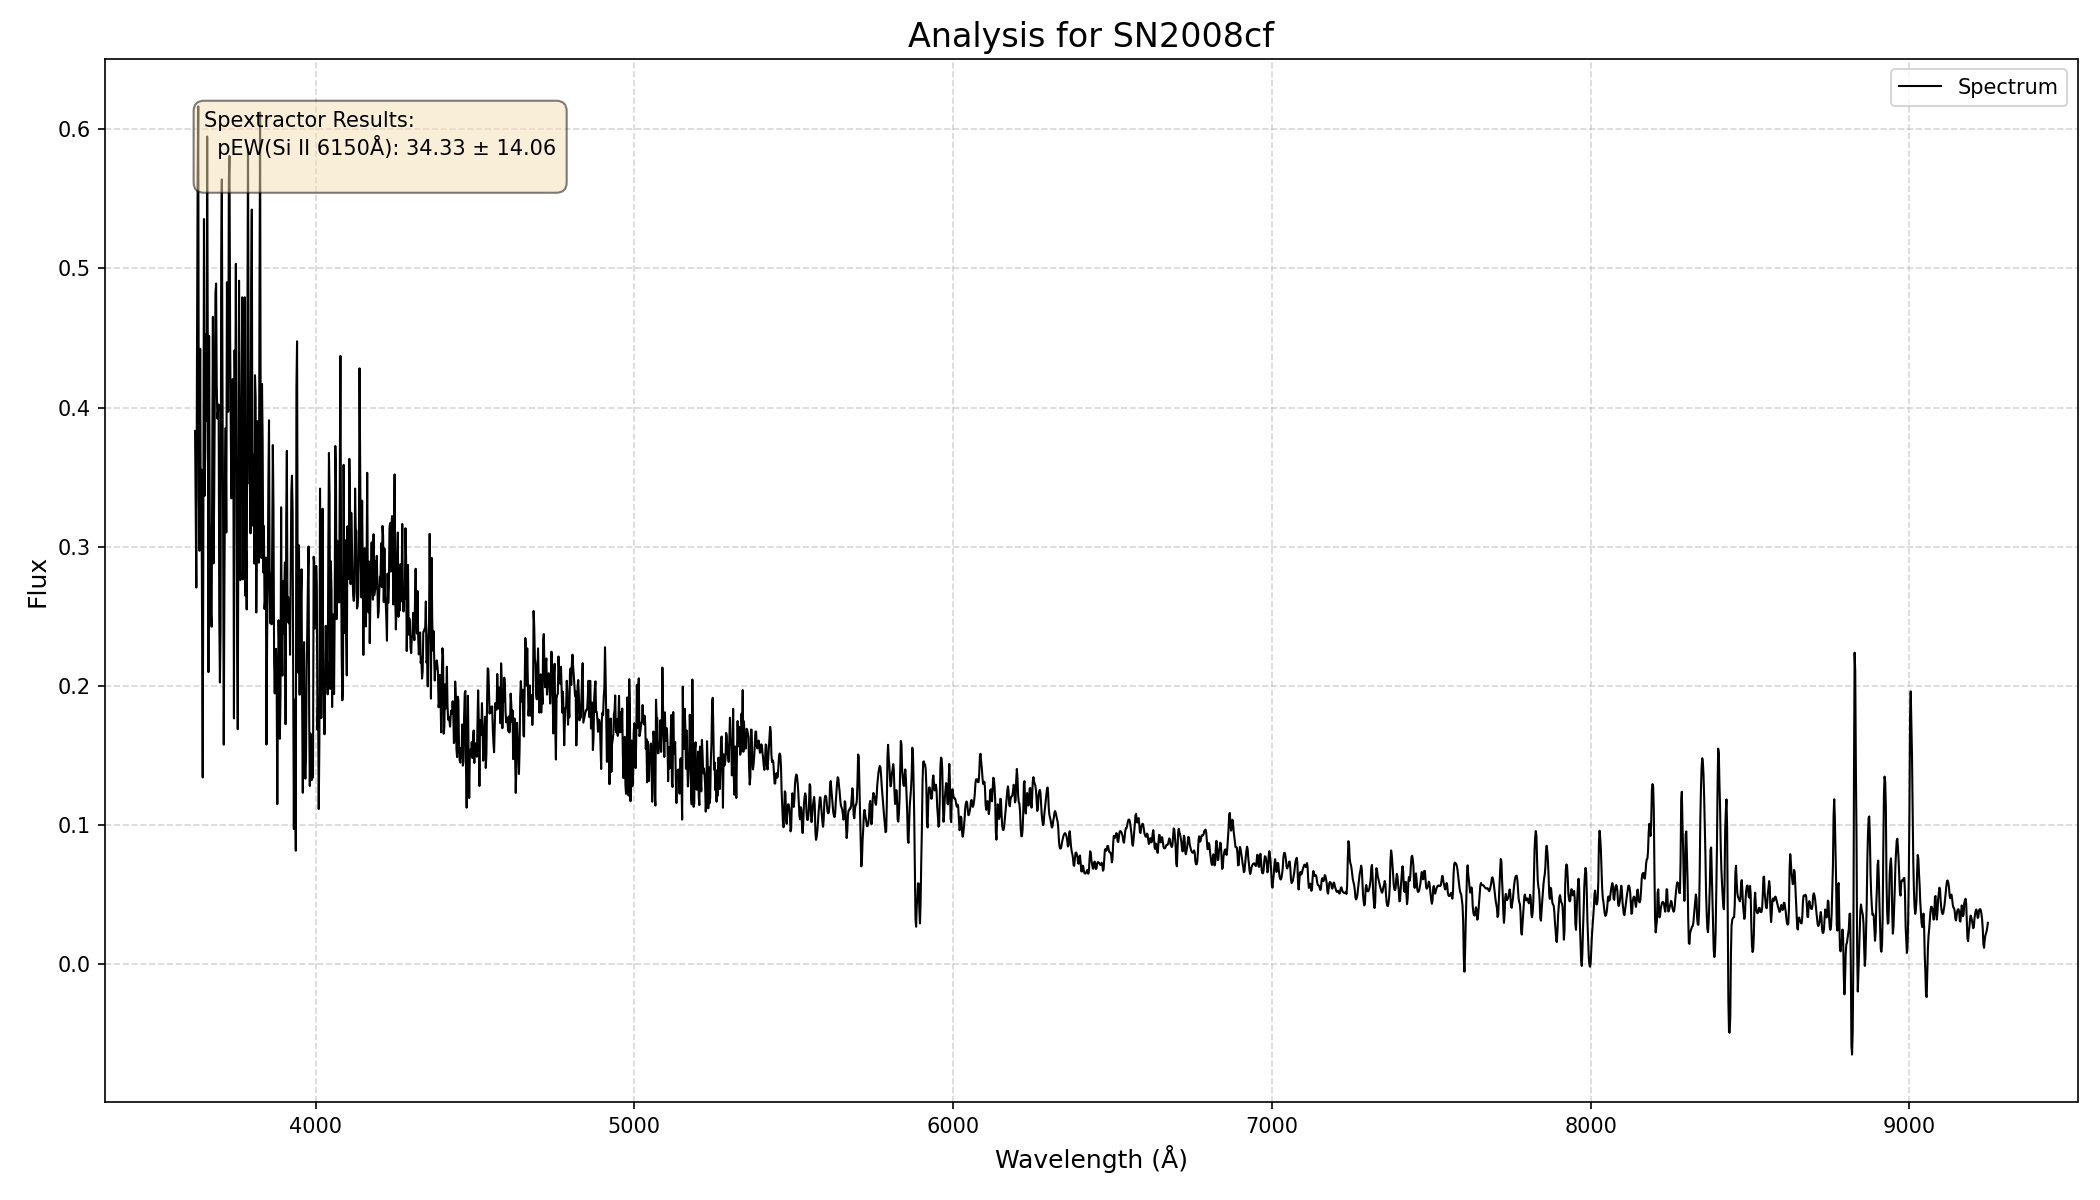 Analysis for SN2008cf
Spectrum
Spextractor Results:
pEW(Si II 6150Å): 34.33 ± 14.06
0.6
0.5
0.4
0.3
0.2
0.1
0.0
Flux
4000 5000 6000 7000 8000 9000
Wavelength (Å)